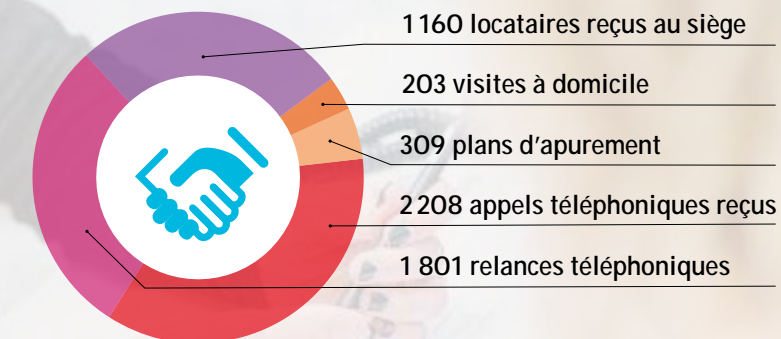 1 160 locataires reçus au siège
203 visites à domicile
309 plans d'apurement
2 208 appels téléphoniques reçus
1 801 relances téléphoniques